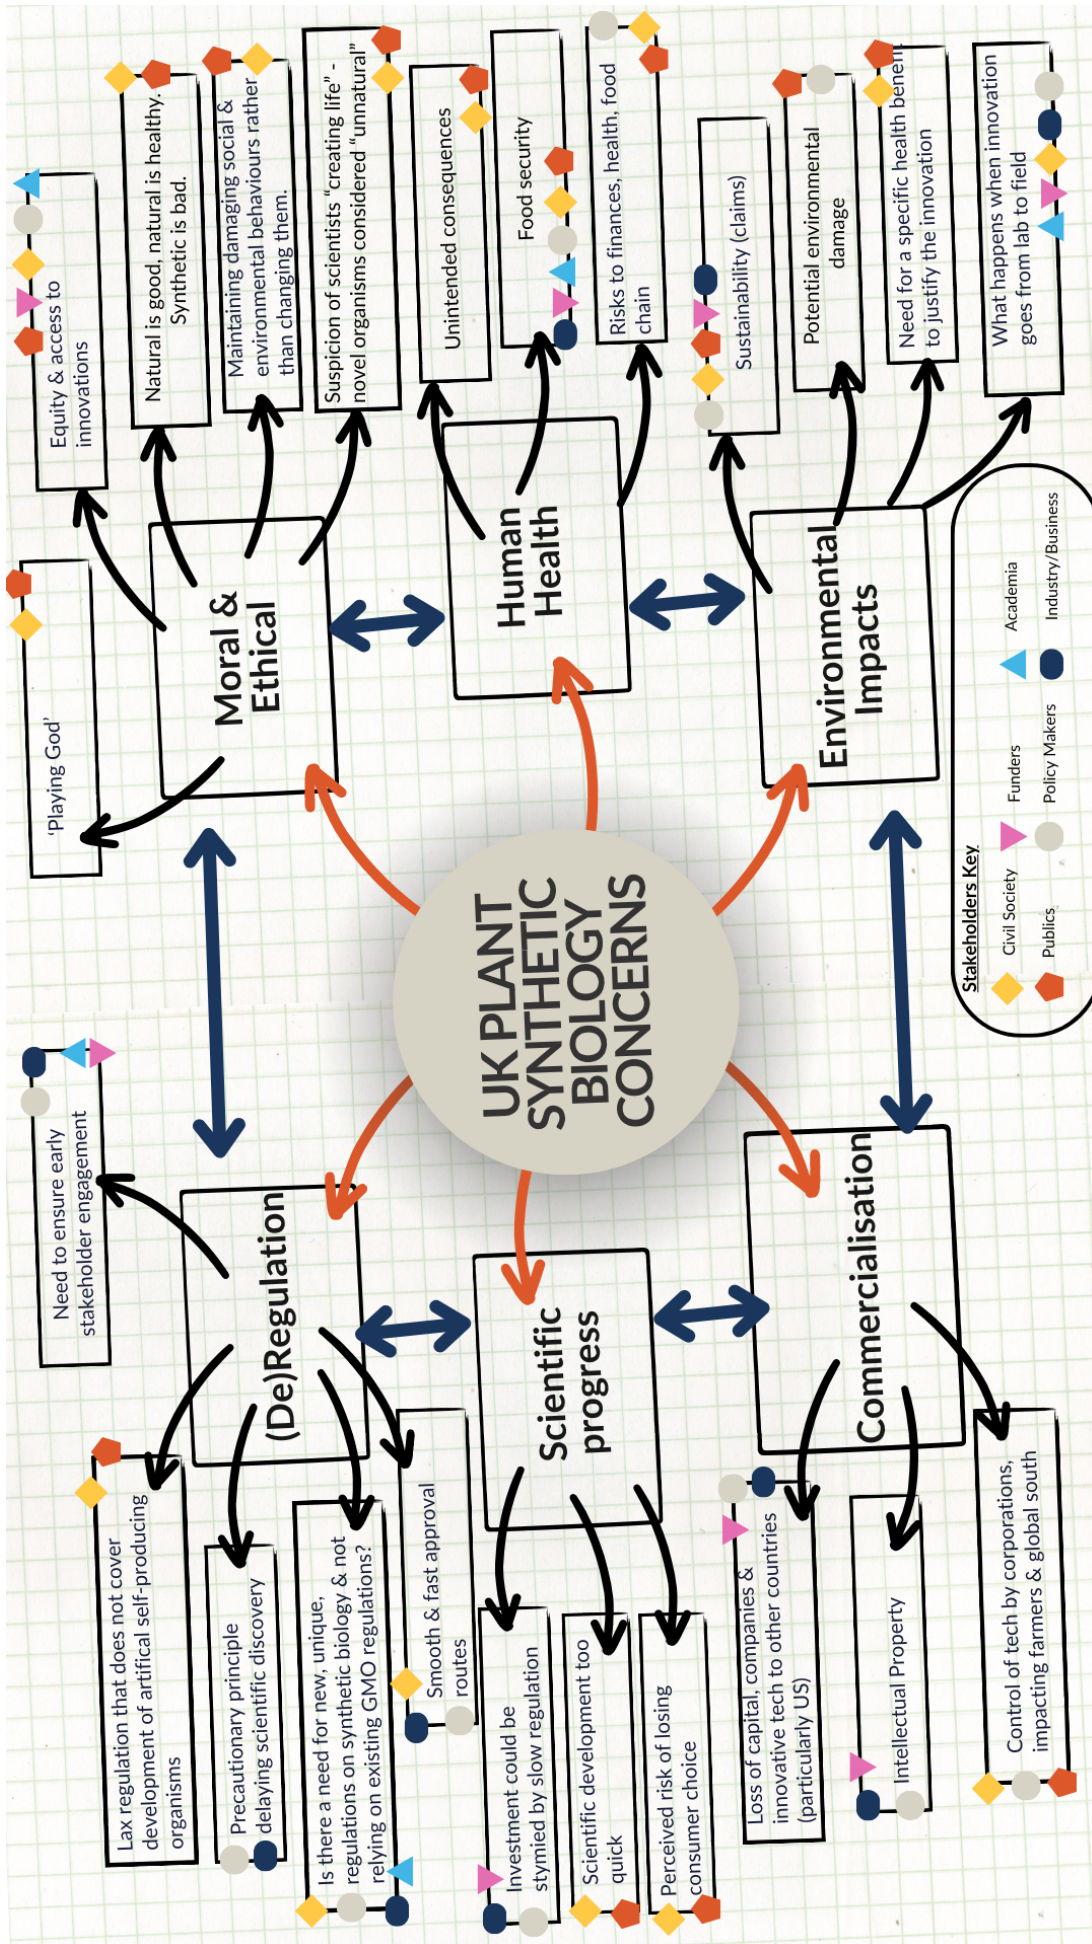 UK PLANT
SYNTHETIC
BIOLOGY
CONCERNS
(De)Regulation
Need to ensure early
stakeholder engagement
Lax regulation that does not cover
development of artifical self-producing
organisms
Precautionary principle
delaying scientific discovery
Is there a need for new, unique,
regulations on synthetic biology & not
relying on existing GMO regulations?
Smooth & fast approval
routes
Scientific
progress
Investment could be
stymied by slow regulation
Scientific development too
quick
Perceived risk of losing
consumer choice
Commercialisation
Loss of capital, companies &
innovative tech to other countries
(particularly US)
Intellectual Property
Control of tech by corporations,
impacting farmers & global south
Moral &
Ethical
'Playing God'
Equity & access to
innovations
Natural is good, natural is healthy.
Synthetic is bad.
Maintaining damaging social &
environmental behaviours rather
than changing them.
Suspicion of scientists “creating life” -
novel organisms considered “unnatural”
Human
Health
Unintended consequences
Food security
Risks to finances, health, food
chain
Environmental
Impacts
Sustainability (claims)
Potential environmental
damage
Need for a specific health benefit
to justify the innovation
What happens when innovation
goes from lab to field
Stakeholders Key
Civil Society
Funders
Academia
Publics
Policy Makers
Industry/Business